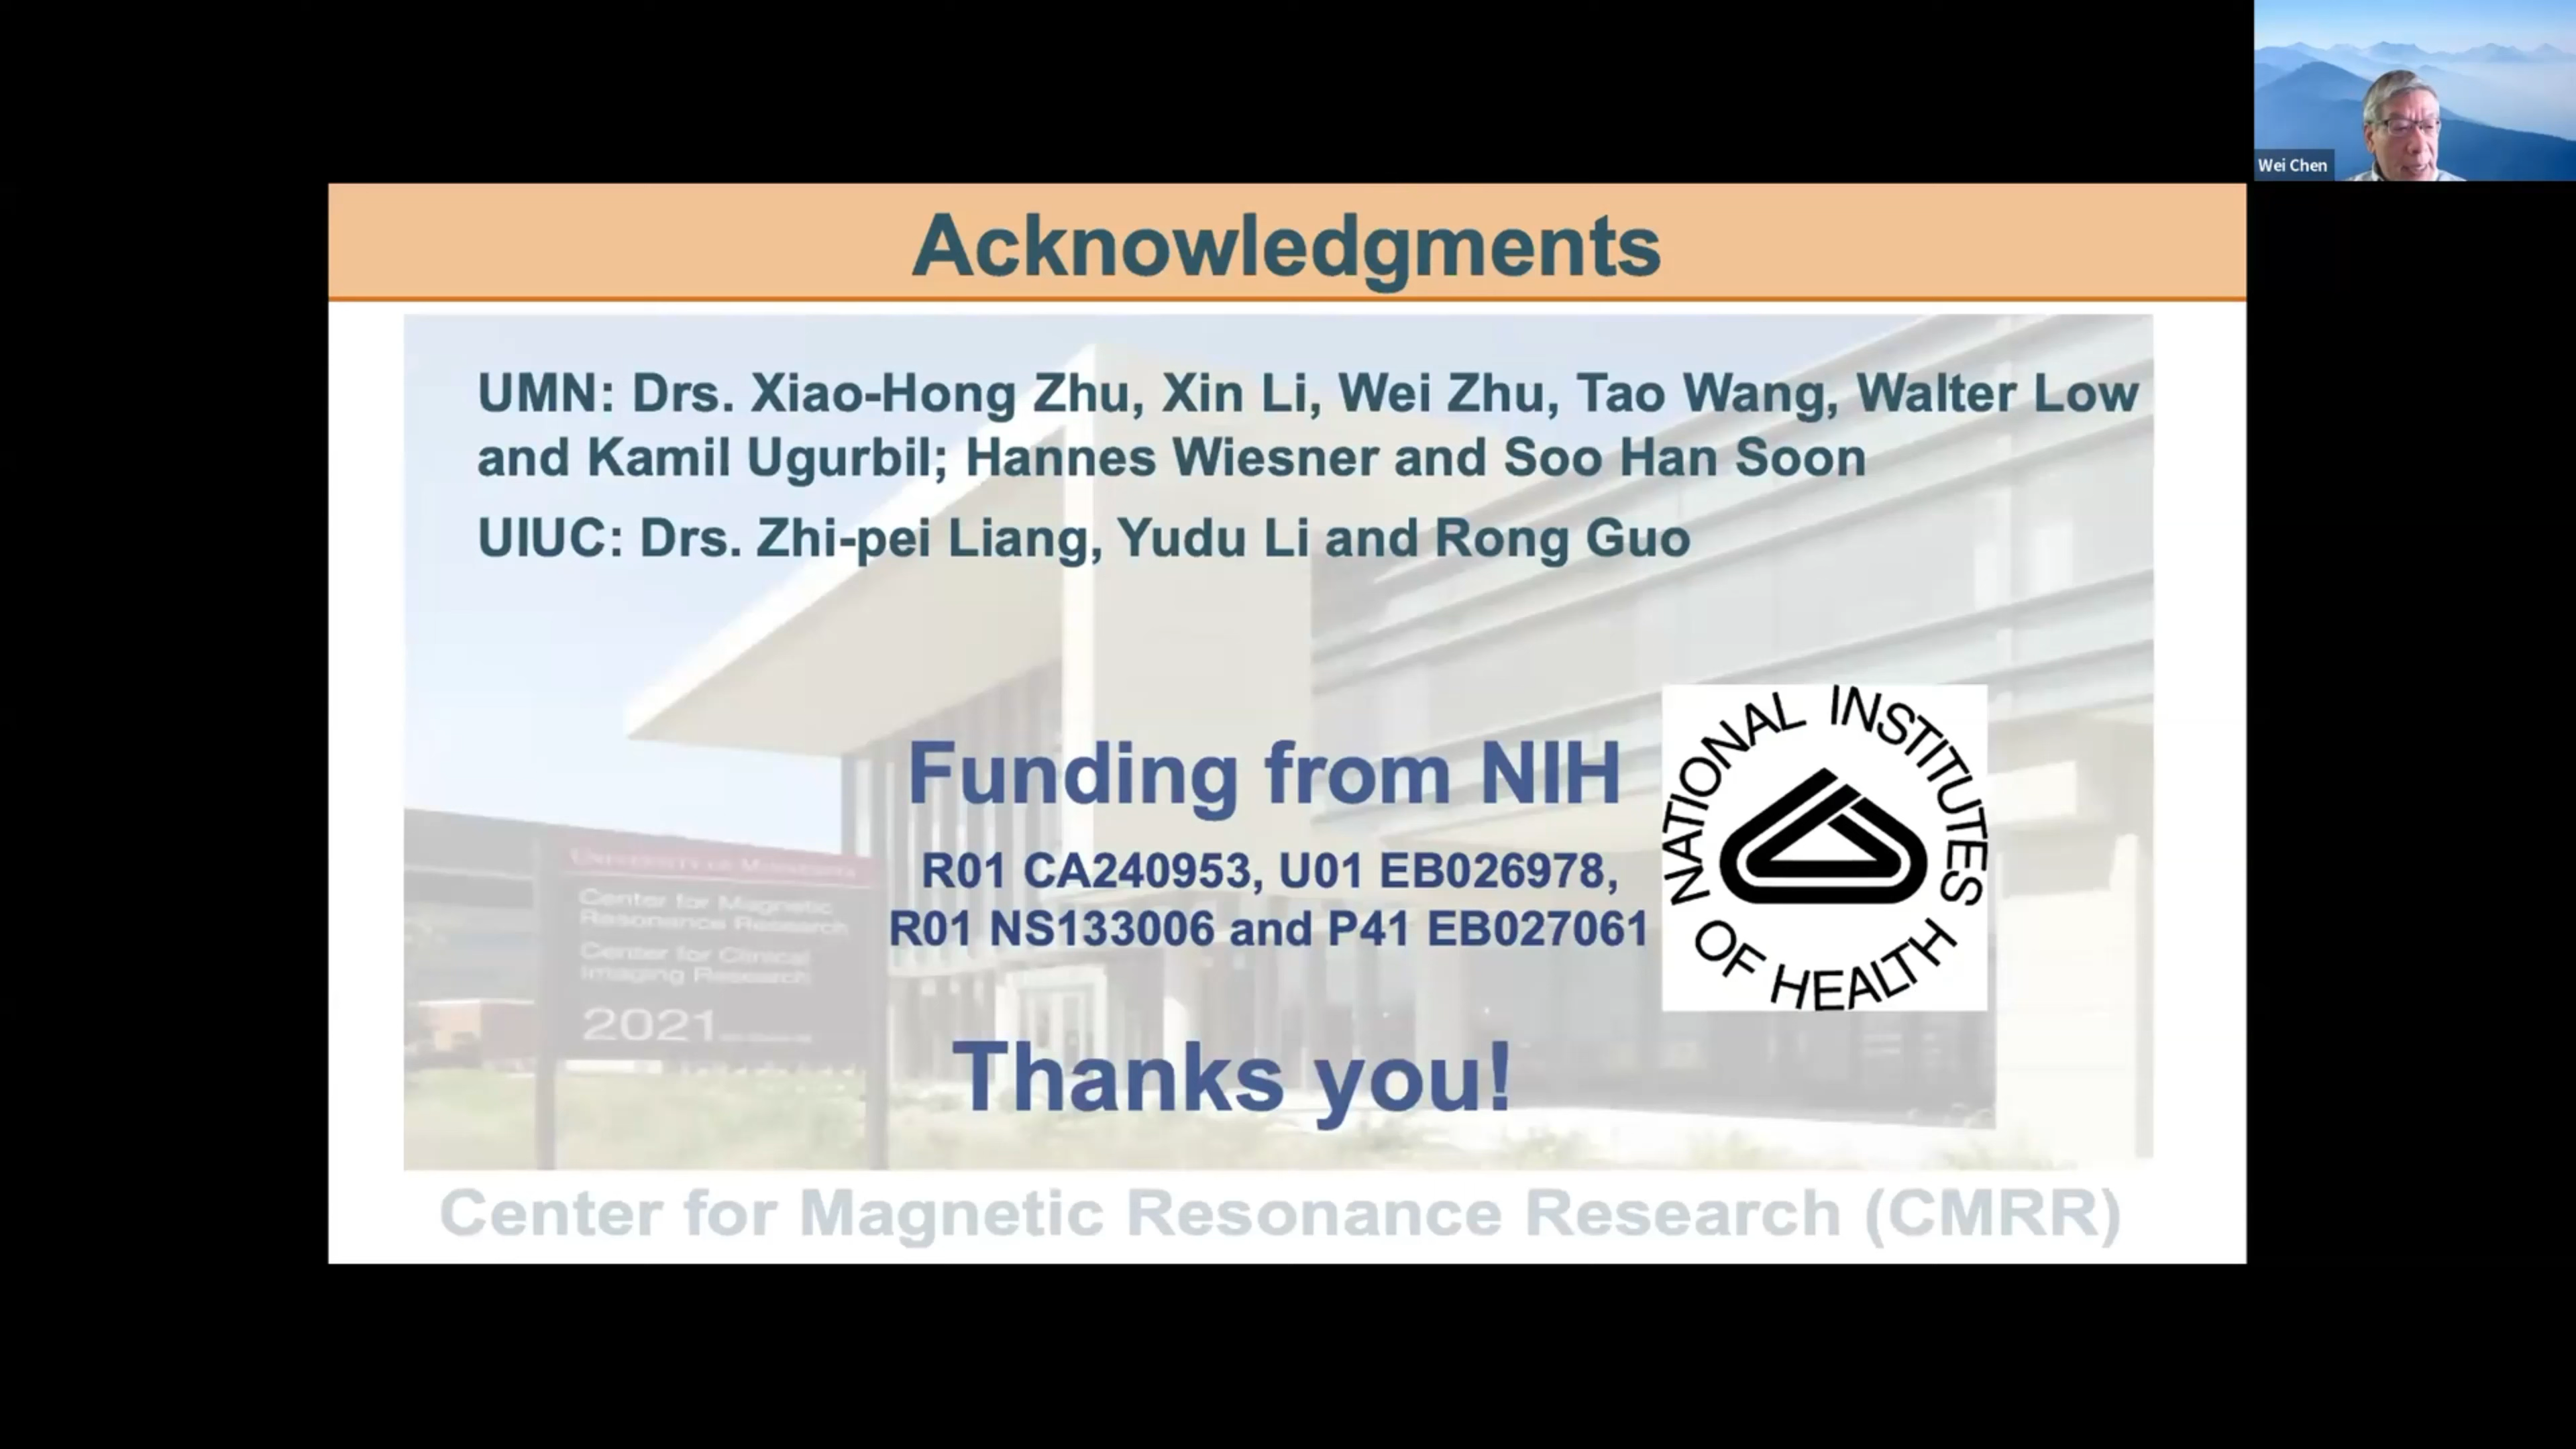 Wei Chen
Acknowledgments
UMN: Drs. Xiao-Hong Zhu, Xin Li, Wei Zhu, Tao Wang, Walter Low
and Kamil Ugurbil; Hannes Wiesner and Soo Han Soon
UIUC: Drs. Zhi-pei Liang, Yudu Li and Rong Guo
Funding from NIH
R01 CA240953, U01 EB026978,
R01 NS133006 and P41 EB027061
NATIONAL INSTITUTES OF HEALTH
UNIVERSITY OF MINNESOTA
Center for Magnetic
Resonance Research
Center for Clinical
Imaging Research
2021
Thanks you!
Center for Magnetic Resonance Research (CMRR)